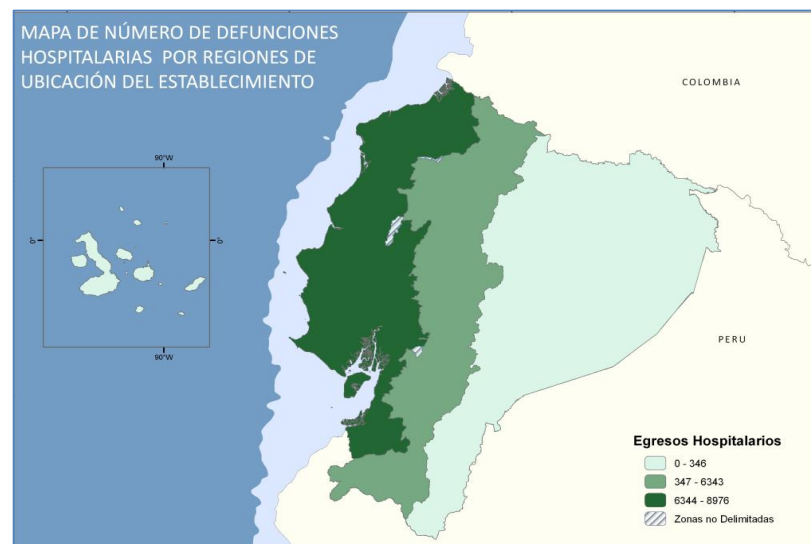 MAPA DE NÚMERO DE DEFUNCIONES
HOSPITALARIAS POR REGIONES DE
UBICACIÓN DEL ESTABLECIMIENTO
COLOMBIA
90°W
0°
0°
90°W
PERU
Egresos Hospitalarios
0 - 346
347 - 6343
6344 - 8976
Zonas no Delimitadas